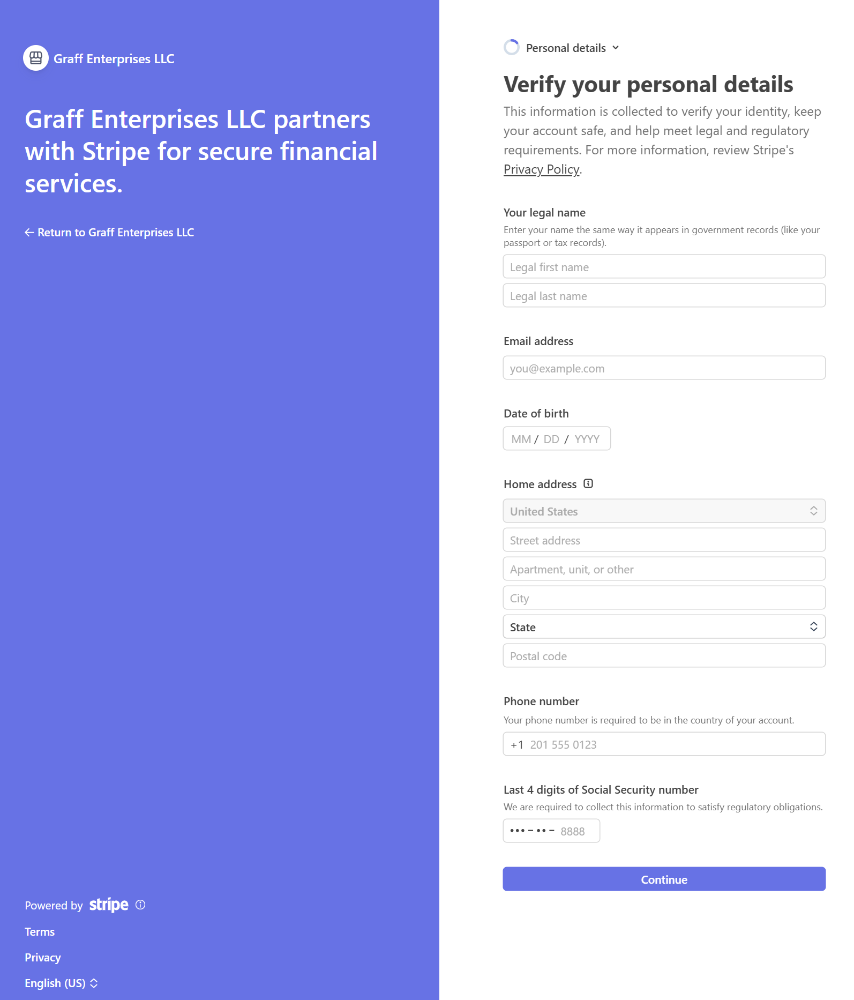 Graff Enterprises LLC
Graff Enterprises LLC partners
with Stripe for secure financial
services.
Return to Graff Enterprises LLC
Powered by stripe
Terms
Privacy
English (US)
Personal details
Verify your personal details
This information is collected to verify your identity, keep
your account safe, and help meet legal and regulatory
requirements. For more information, review Stripe's
Privacy Policy.
Your legal name
Enter your name the same way it appears in government records (like your
passport or tax records).
Legal first name
Legal last name
Email address
you@example.com
Date of birth
MM / DD / YYYY
Home address
United States
Street address
Apartment, unit, or other
City
State
Postal code
Phone number
Your phone number is required to be in the country of your account.
+1 201 555 0123
Last 4 digits of Social Security number
We are required to collect this information to satisfy regulatory obligations.
•••–••– 8888
Continue